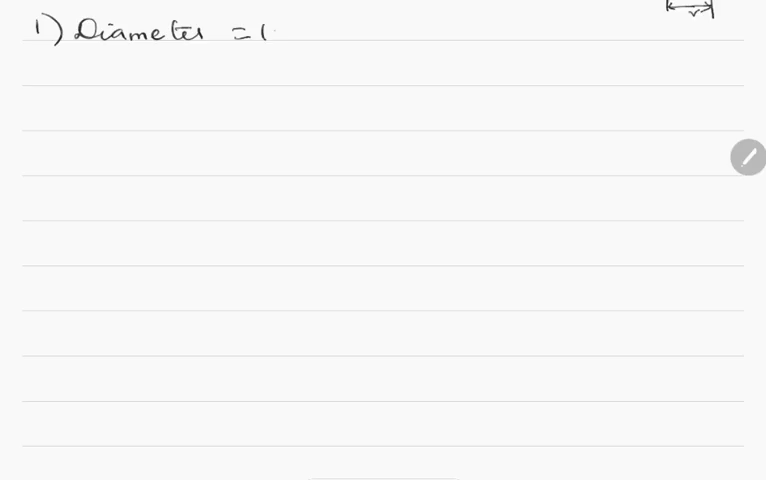 r
1) Diameter = (